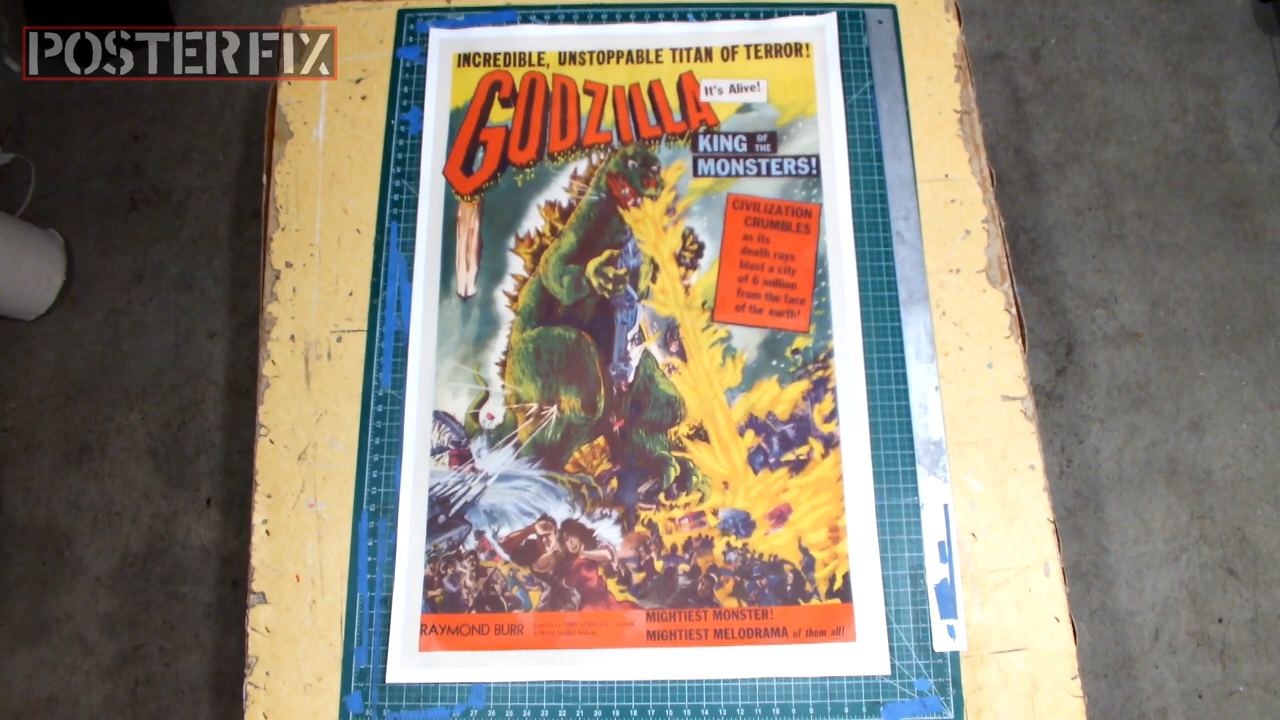 POSTERFIX
INCREDIBLE, UNSTOPPABLE TITAN OF TERROR!
GODZILLA
It's Alive!
KING OF THE
MONSTERS!
CIVILIZATION
CRUMBLES
as its
death rays
blast a city
of 6 million
from the face
of the earth!
RAYMOND BURR
MIGHTIEST MONSTER!
MIGHTIEST MELODRAMA of them all!